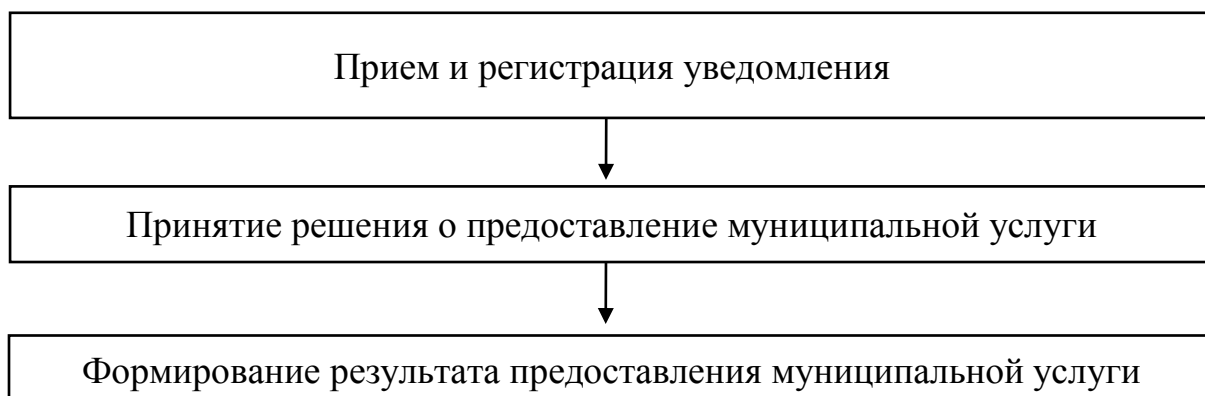 Прием и регистрация уведомления
Принятие решения о предоставление муниципальной услуги
Формирование результата предоставления муниципальной услуги